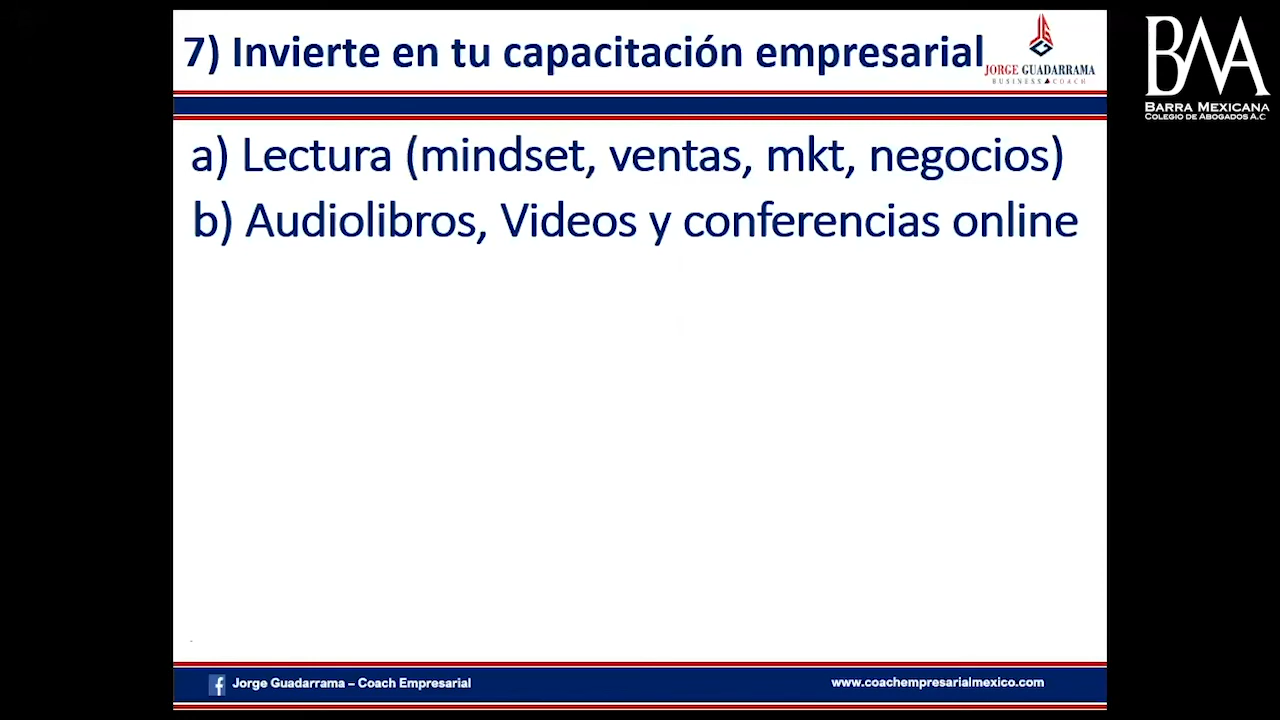 7) Invierte en tu capacitación empresarial
JORGE GUADARRAMA
BUSINESS COACH
BMA
BARRA MEXICANA
COLEGIO DE ABOGADOS A.C
a) Lectura (mindset, ventas, mkt, negocios)
b) Audiolibros, Videos y conferencias online
Jorge Guadarrama – Coach Empresarial
www.coachempresarialmexico.com